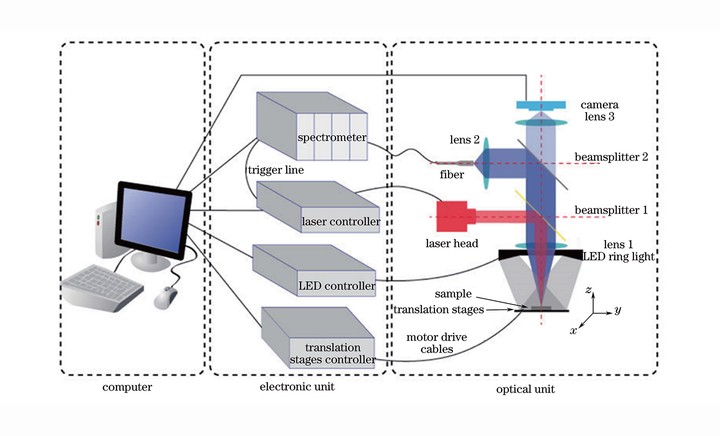 camera
lens 3
spectrometer
lens 2
beamsplitter 2
trigger line
fiber
beamsplitter 1
laser controller
laser head
lens 1
LED ring light
LED controller
sample
translation stages
z
y
x
motor drive
cables
translation
stages controller
computer
electronic unit
optical unit